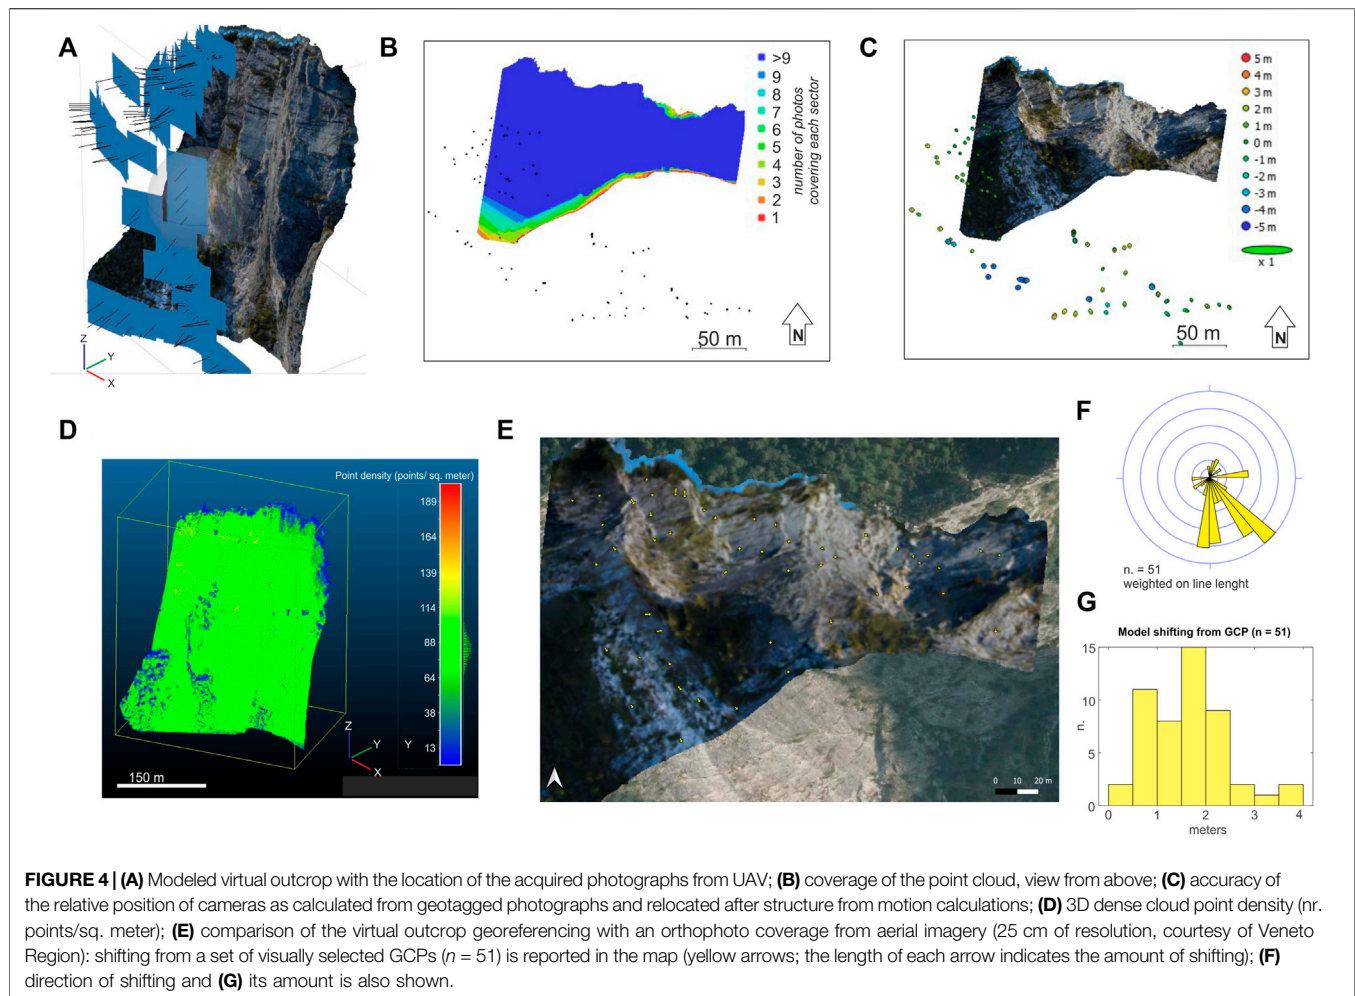 A
Z
Y
X
B
>9
9
8
7
6
5
4
3
2
1
number of photos
covering each sector
50 m
N
C
5 m
4 m
3 m
2 m
1 m
0 m
-1 m
-2 m
-3 m
-4 m
-5 m
x 1
50 m
N
D
Point density (points/ sq. meter)
189
164
139
114
88
64
38
13
Z
Y
Y
X
150 m
E
0 10 20 m
F
n. = 51
weighted on line lenght
G
Model shifting from GCP (n = 51)
15
10
5
0
n.
0 1 2 3 4
meters
FIGURE 4 | (A) Modeled virtual outcrop with the location of the acquired photographs from UAV; (B) coverage of the point cloud, view from above; (C) accuracy of
the relative position of cameras as calculated from geotagged photographs and relocated after structure from motion calculations; (D) 3D dense cloud point density (nr.
points/sq. meter); (E) comparison of the virtual outcrop georeferencing with an orthophoto coverage from aerial imagery (25 cm of resolution, courtesy of Veneto
Region): shifting from a set of visually selected GCPs (n = 51) is reported in the map (yellow arrows; the length of each arrow indicates the amount of shifting); (F)
direction of shifting and (G) its amount is also shown.